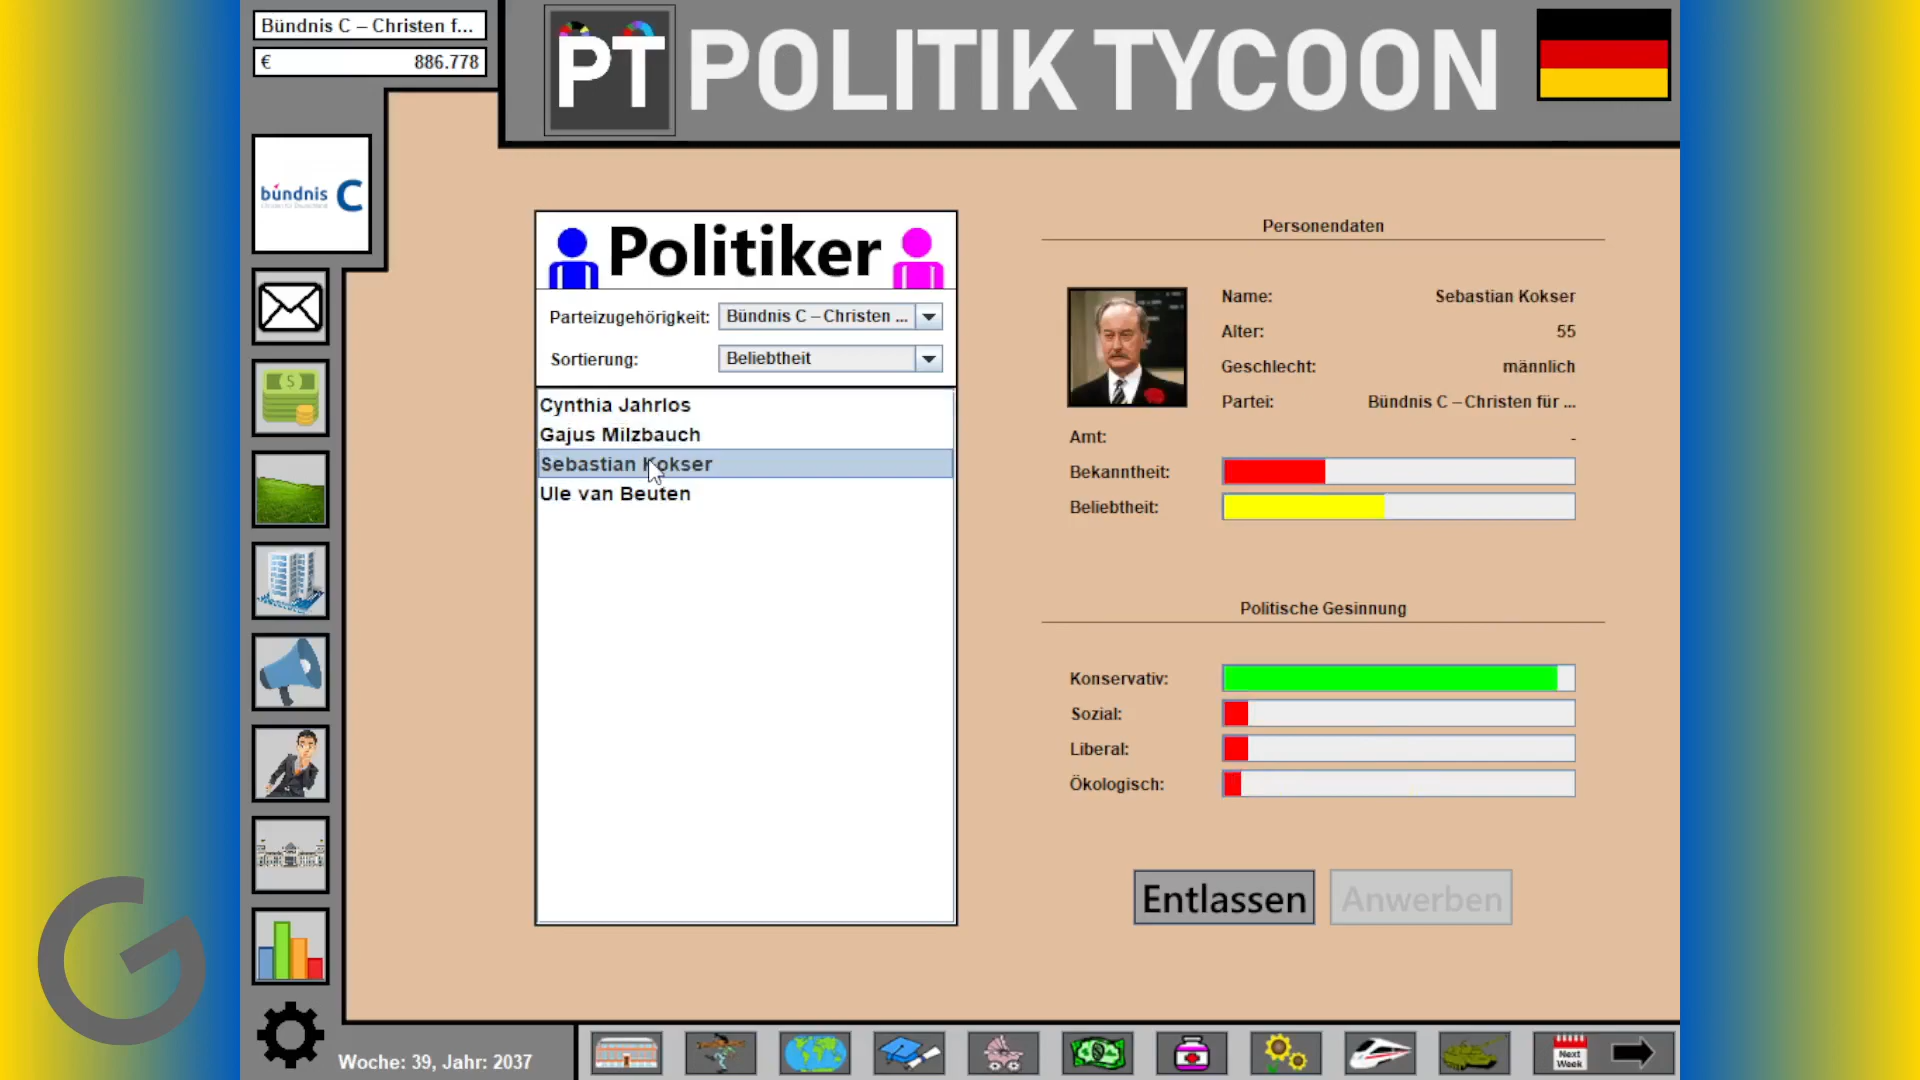 Bündnis C – Christen f...
€ 886.778
PT POLITIK TYCOON
bündnis C
Politiker
Parteizugehörigkeit: Bündnis C – Christen ...
Sortierung: Beliebtheit
Cynthia Jahrlos
Gajus Milzbauch
Sebastian Kokser
Ule van Beuten
Personendaten
Name: Sebastian Kokser
Alter: 55
Geschlecht: männlich
Partei: Bündnis C – Christen für ...
Amt: -
Bekanntheit:
Beliebtheit:
Politische Gesinnung
Konservativ:
Sozial:
Liberal:
Ökologisch:
Entlassen Anwerben
Woche: 39, Jahr: 2037
Next
Week